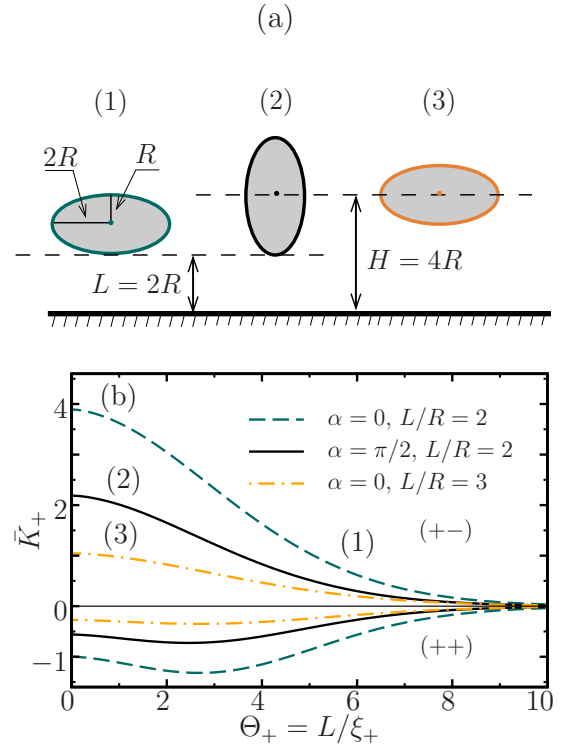 (a)
(1) (2) (3)
2R R
L = 2R H = 4R
(b)
α = 0, L/R = 2
α = π/2, L/R = 2
α = 0, L/R = 3
(1)
(2)
(3)
(+−)
(++)
K̄₊
4
2
0
−1
0 2 4 6 8 10
Θ₊ = L/ξ₊